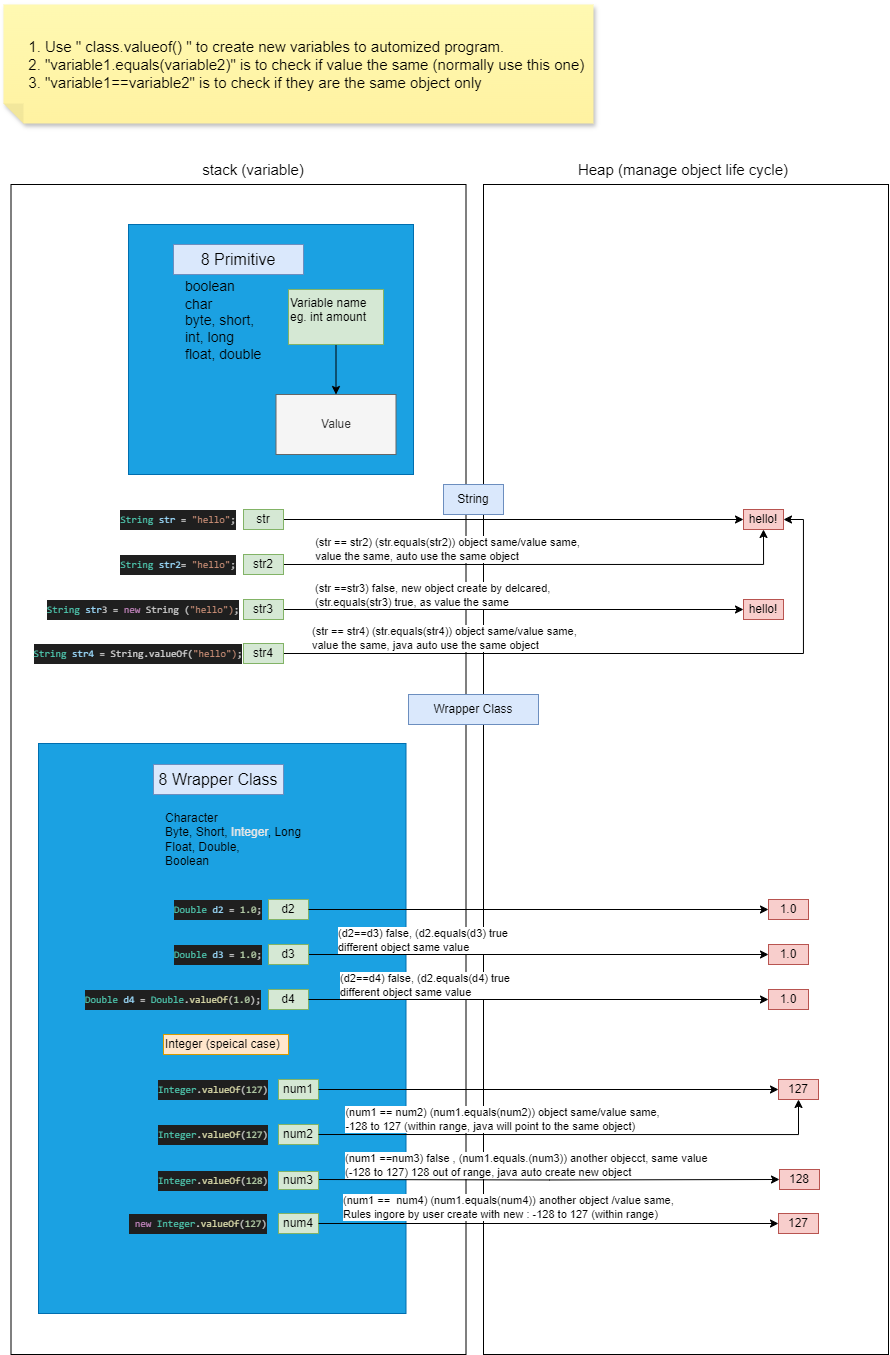 1. Use " class.valueof() " to create new variables to automized program.
2. "variable1.equals(variable2)" is to check if value the same (normally use this one)
3. "variable1==variable2" is to check if they are the same object only
stack (variable)
Heap (manage object life cycle)
8 Primitive
boolean
char
byte, short,
int, long
float, double
Variable name
eg. int amount
Value
String
String str = "hello";
str
hello!
(str == str2) (str.equals(str2)) object same/value same,
value the same, auto use the same object
String str2= "hello";
str2
(str ==str3) false, new object create by delcared,
(str.equals(str3) true, as value the same
String str3 = new String ("hello");
str3
hello!
(str == str4) (str.equals(str4)) object same/value same,
value the same, java auto use the same object
String str4 = String.valueOf("hello");
str4
Wrapper Class
8 Wrapper Class
Character
Byte, Short, Integer, Long
Float, Double,
Boolean
Double d2 = 1.0;
d2
1.0
(d2==d3) false, (d2.equals(d3) true
different object same value
Double d3 = 1.0;
d3
1.0
(d2==d4) false, (d2.equals(d4) true
different object same value
Double d4 = Double.valueOf(1.0);
d4
1.0
Integer (speical case)
Integer.valueOf(127)
num1
127
(num1 == num2) (num1.equals(num2)) object same/value same,
-128 to 127 (within range, java will point to the same object)
Integer.valueOf(127)
num2
(num1 ==num3) false , (num1.equals.(num3)) another objecct, same value
(-128 to 127) 128 out of range, java auto create new object
Integer.valueOf(128)
num3
128
(num1 == num4) (num1.equals(num4)) another object /value same,
Rules ingore by user create with new : -128 to 127 (within range)
new Integer.valueOf(127)
num4
127